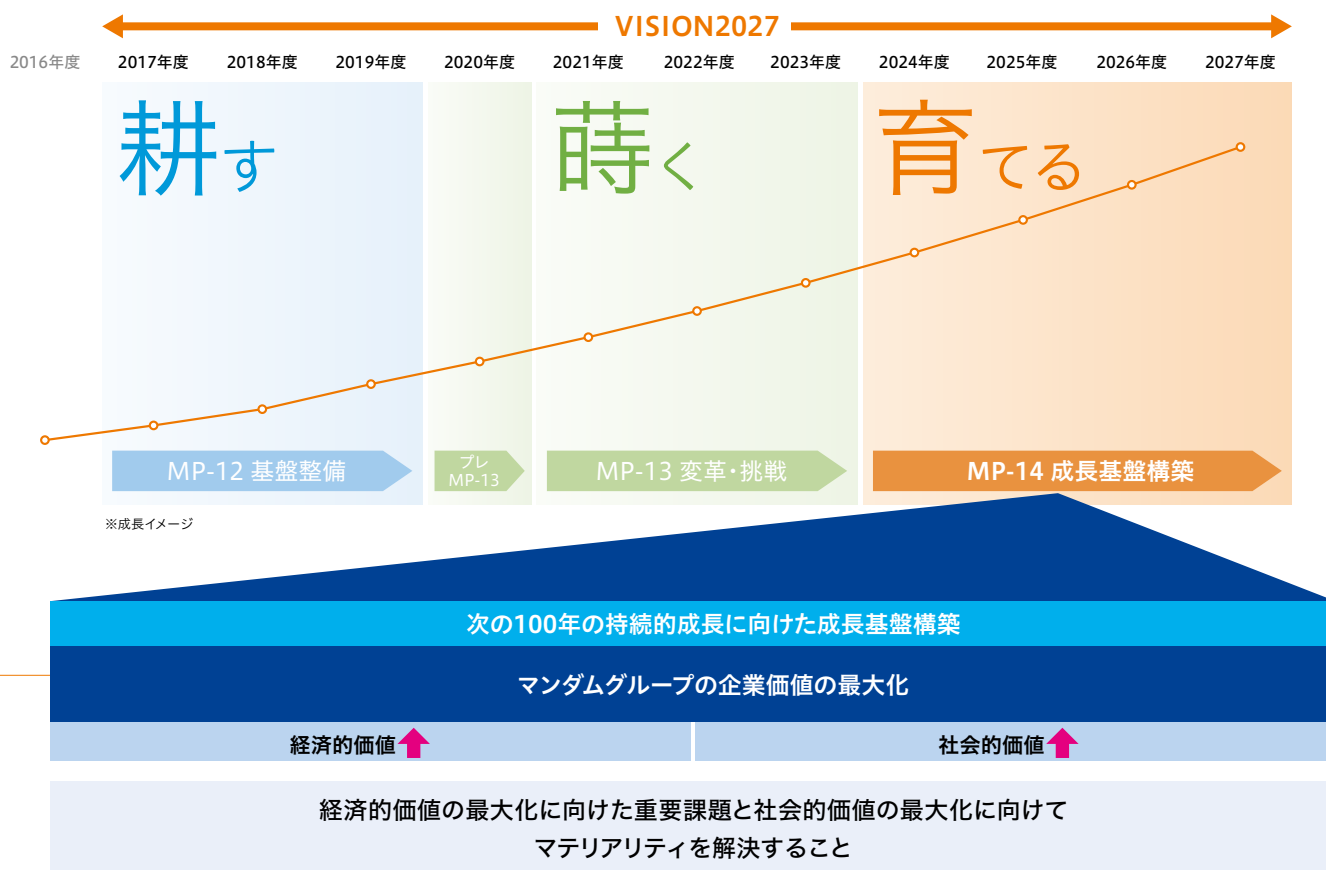 VISION2027
2016年度 2017年度 2018年度 2019年度 2020年度 2021年度 2022年度 2023年度 2024年度 2025年度 2026年度 2027年度
耕す 蒔く 育てる
MP-12 基盤整備
プレ
MP-13
MP-13 変革・挑戦
MP-14 成長基盤構築
※成長イメージ
次の100年の持続的成長に向けた成長基盤構築
マンダムグループの企業価値の最大化
経済的価値 社会的価値
経済的価値の最大化に向けた重要課題と社会的価値の最大化に向けて
マテリアリティを解決すること